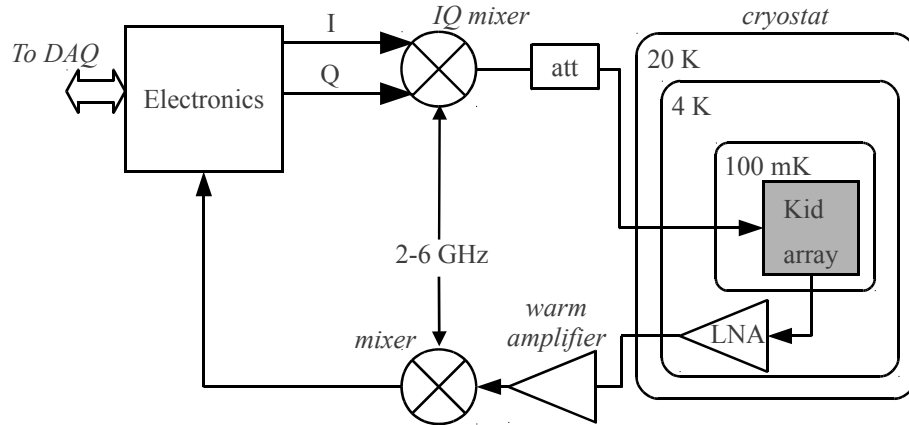 IQ mixer
cryostat
I
To DAQ
20 K
att
Q
Electronics
4 K
100 mK
Kid
array
2-6 GHz
warm
amplifier
mixer
LNA